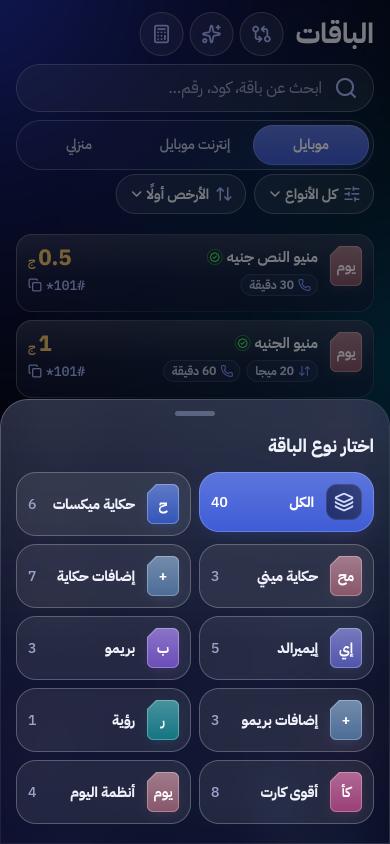 الباقات
ابحث عن باقة، كود، رقم...
موبايل
إنترنت موبايل
منزلي
كل الأنواع
الأرخص أولًا
يوم
منيو النص جنيه
0.5 ج
30 دقيقة
*101#
يوم
منيو الجنيه
1 ج
20 ميجا
60 دقيقة
*101#
اختار نوع الباقة
الكل
40
ح
حكاية ميكسات
6
مح
حكاية ميني
3
+
إضافات حكاية
7
إي
إيميرالد
5
ب
بريمو
3
+
إضافات بريمو
3
ر
رؤية
1
كأ
أقوى كارت
8
يوم
أنظمة اليوم
4